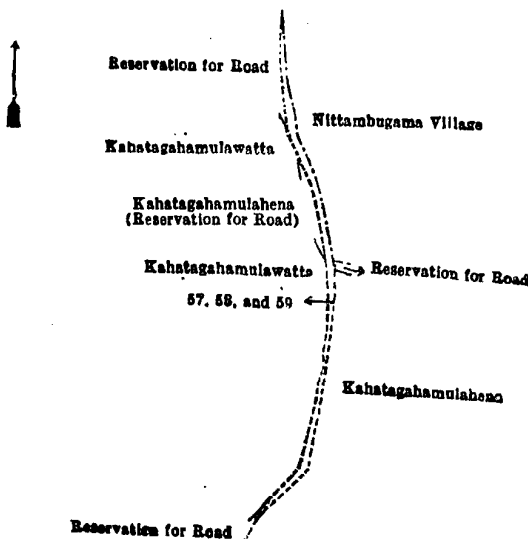 Reservation for Road
Nittambugama Village
Kahatagahamulawatta
Kahatagahamulahena
(Reservation for Road)
Kahatagahamulawatta
Reservation for Road
57, 58, and 59
Kahatagahamulahena
Reservation for Road